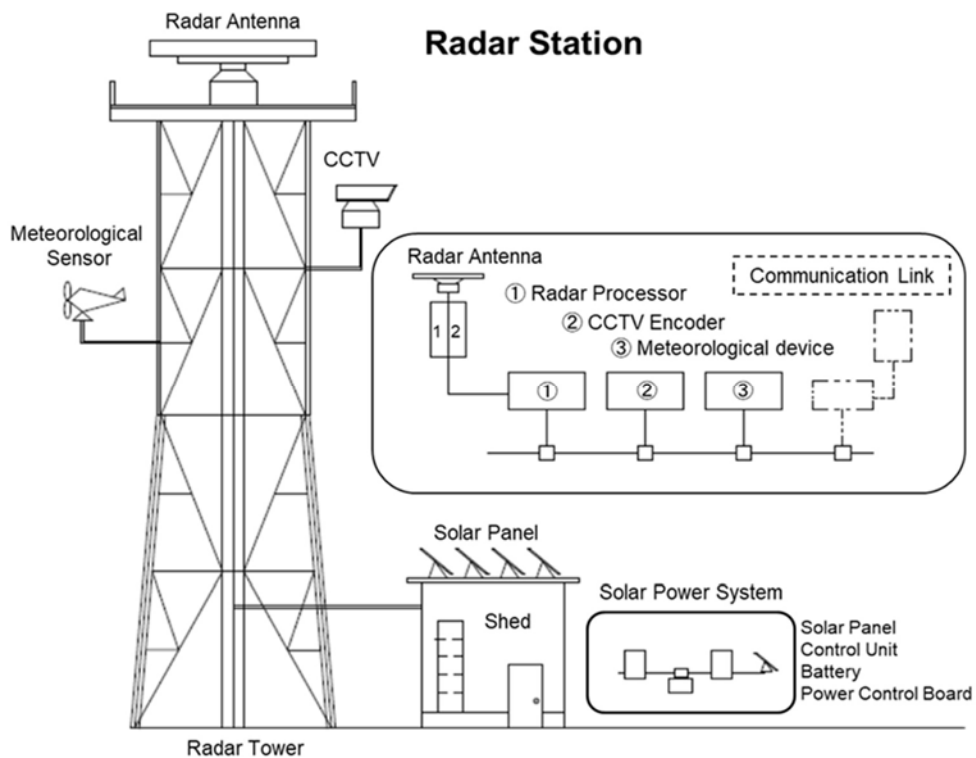 Radar Antenna
Radar Station
CCTV
Meteorological
Sensor
Radar Antenna
Communication Link
① Radar Processor
② CCTV Encoder
③ Meteorological device
1 2
① ② ③
Solar Panel
Solar Power System
Shed
Solar Panel
Control Unit
Battery
Power Control Board
Radar Tower